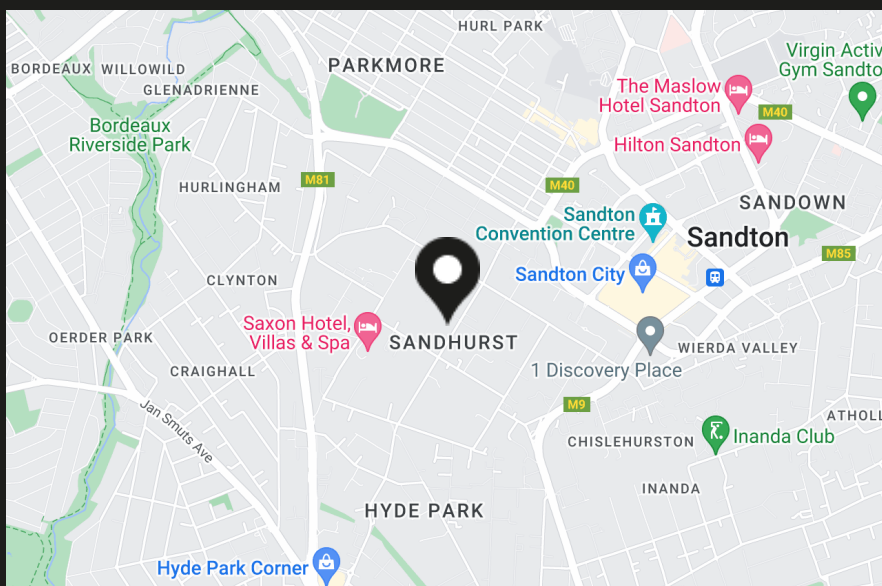 HURL PARK
PARKMORE
BORDEAUX
WILLOWILD
GLENADRIENNE
Virgin Activ
Gym Sandto
The Maslow
Hotel Sandton
M40
Bordeaux
Riverside Park
Hilton Sandton
HURLINGHAM
M81
M40
SANDOWN
Sandton
Convention Centre
Sandton
M85
CLYNTON
Sandton City
Saxon Hotel,
Villas & Spa
OERDER PARK
SANDHURST
WIERDA VALLEY
CRAIGHALL
1 Discovery Place
M9
Jan Smuts Ave
ATHOLL
CHISLEHURSTON
Inanda Club
INANDA
HYDE PARK
Hyde Park Corner